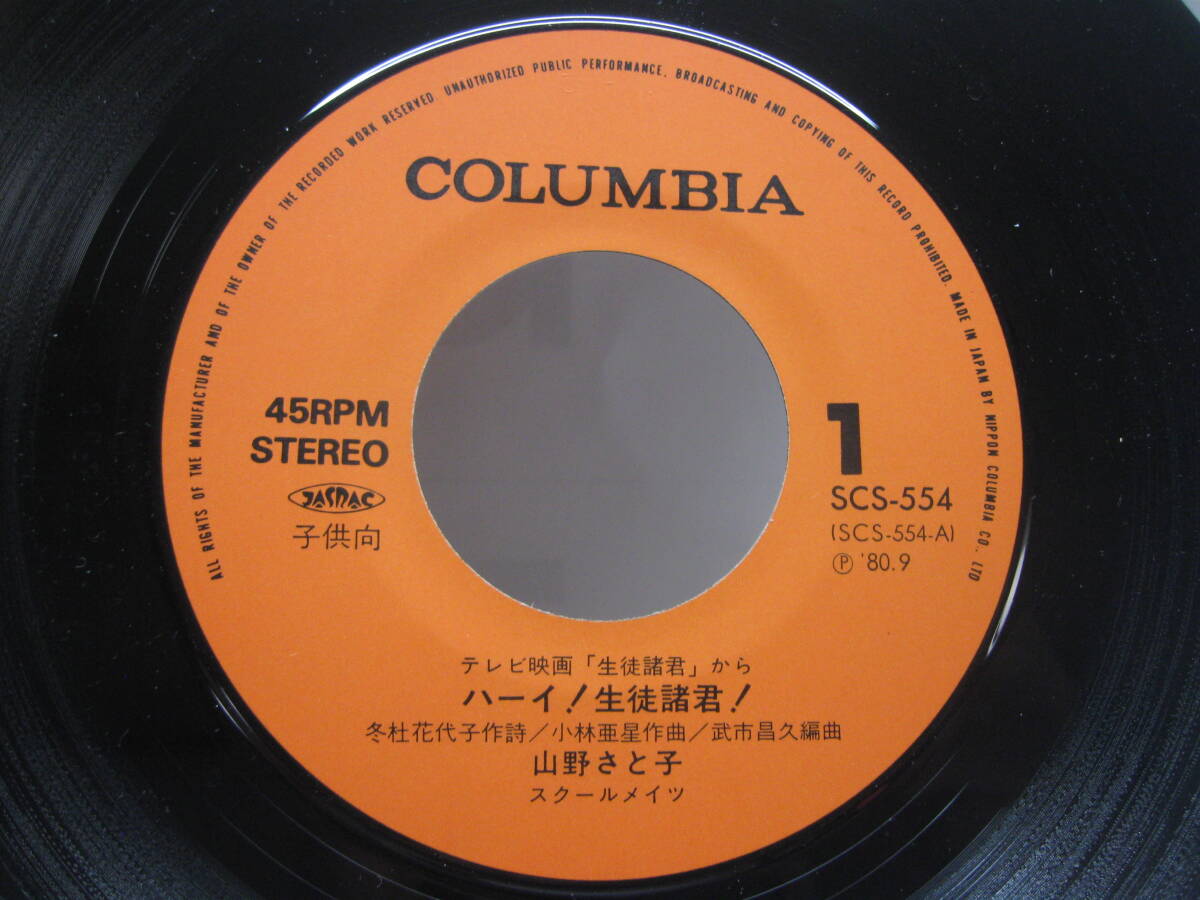 ALL RIGHTS OF THE MANUFACTURER AND OF THE OWNER OF THE RECORDED WORK RESERVED. UNAUTHORIZED PUBLIC PERFORMANCE, BROADCASTING AND COPYING OF THIS RECORD PROHIBITED. MADE IN JAPAN BY NIPPON COLUMBIA CO., LTD
COLUMBIA
45RPM
STEREO
JASRAC
子供向
1
SCS-554
(SCS-554-A)
Ⓟ '80.9
テレビ映画「生徒諸君」から
ハーイ!生徒諸君!
冬杜花代子作詩/小林亜星作曲/武市昌久編曲
山野さと子
スクールメイツ